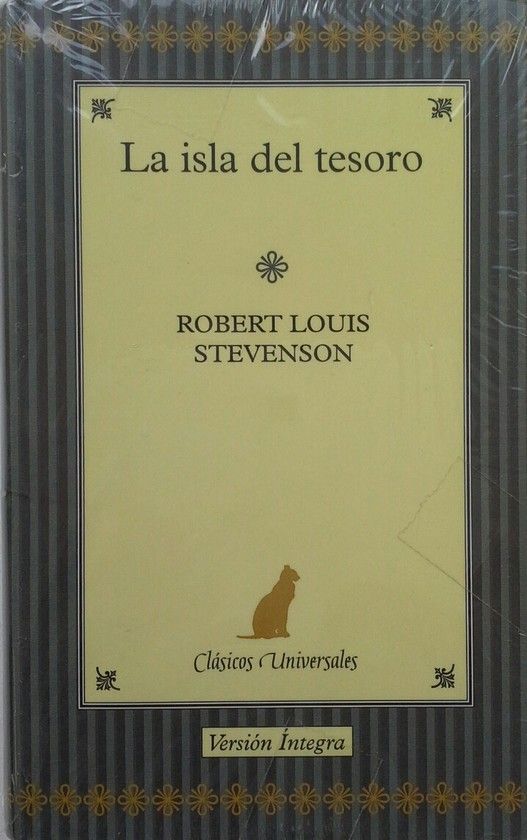 La isla del tesoro
ROBERT LOUIS
STEVENSON
Clásicos Universales
Versión Íntegra